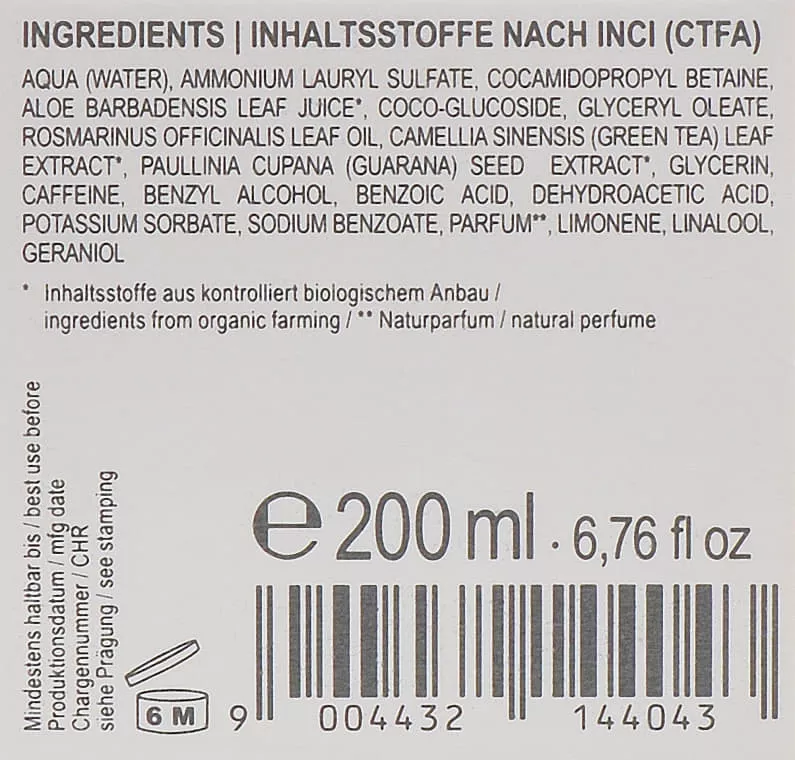 INGREDIENTS | INHALTSSTOFFE NACH INCI (CTFA)
AQUA (WATER), AMMONIUM LAURYL SULFATE, COCAMIDOPROPYL BETAINE,
ALOE BARBADENSIS LEAF JUICE*, COCO-GLUCOSIDE, GLYCERYL OLEATE,
ROSMARINUS OFFICINALIS LEAF OIL, CAMELLIA SINENSIS (GREEN TEA) LEAF
EXTRACT*, PAULLINIA CUPANA (GUARANA) SEED EXTRACT*, GLYCERIN,
CAFFEINE, BENZYL ALCOHOL, BENZOIC ACID, DEHYDROACETIC ACID,
POTASSIUM SORBATE, SODIUM BENZOATE, PARFUM**, LIMONENE, LINALOOL,
GERANIOL
* Inhaltsstoffe aus kontrolliert biologischem Anbau /
ingredients from organic farming / ** Naturparfum / natural perfume
Mindestens haltbar bis / best use before
Produktionsdatum / mfg date
Chargennummer / CHR
siehe Prägung / see stamping
6 M
℮ 200 ml · 6,76 fl oz
9 004432 144043